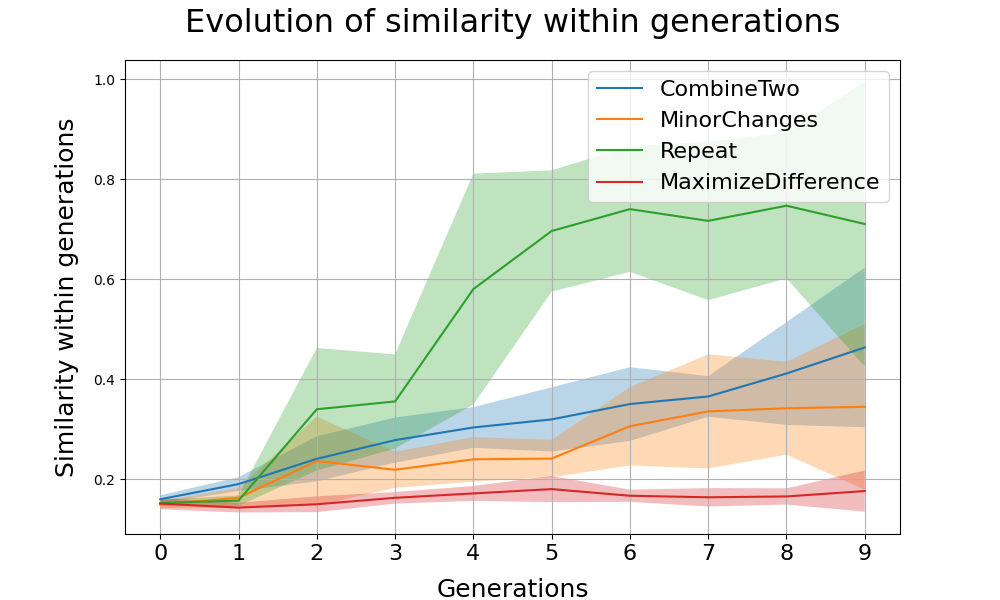 Evolution of similarity within generations
1.0
0.8
0.6
0.4
0.2
Similarity within generations
CombineTwo
MinorChanges
Repeat
MaximizeDifference
0 1 2 3 4 5 6 7 8 9
Generations